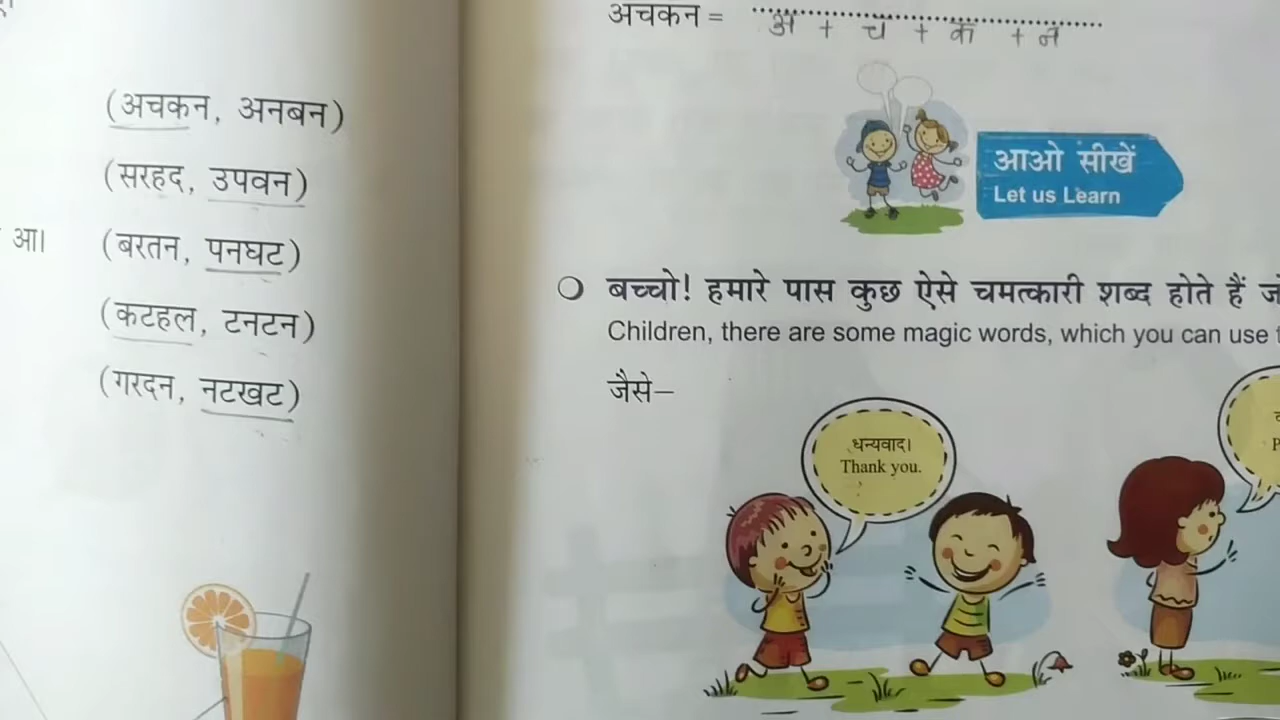 (अचकन, अनबन)
(सरहद, उपवन)
आ। (बरतन, पनघट)
(कटहल, टनटन)
(गरदन, नटखट)
अचकन = अ + च + क + न
आओ सीखें
Let us Learn
बच्चो! हमारे पास कुछ ऐसे चमत्कारी शब्द होते हैं
Children, there are some magic words, which you can use
जैसे–
धन्यवाद।
Thank you.